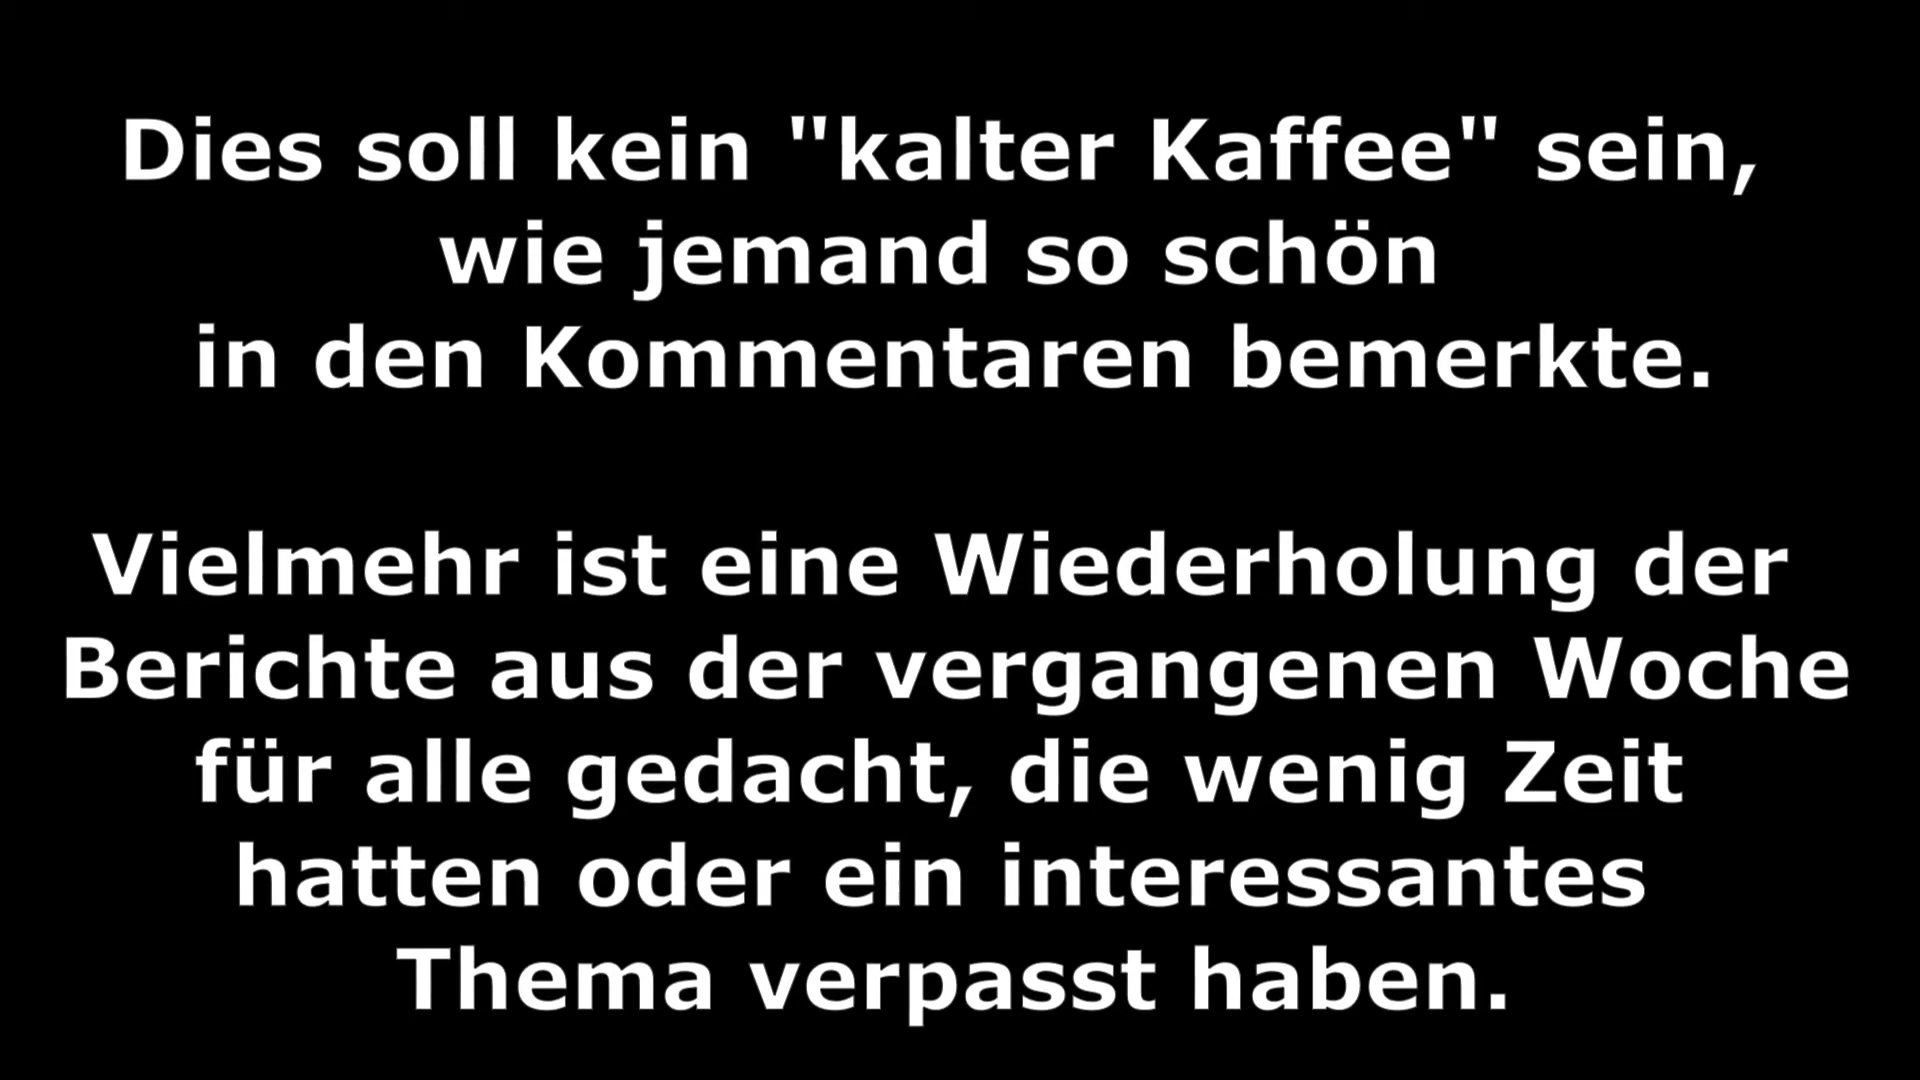 Dies soll kein "kalter Kaffee" sein,
wie jemand so schön
in den Kommentaren bemerkte.
Vielmehr ist eine Wiederholung der
Berichte aus der vergangenen Woche
für alle gedacht, die wenig Zeit
hatten oder ein interessantes
Thema verpasst haben.